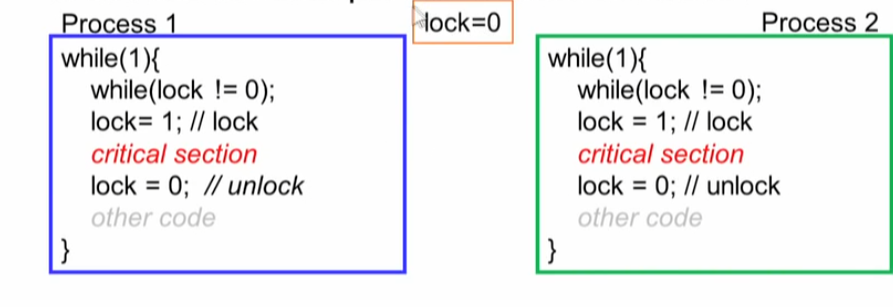 Process 1
lock=0
Process 2
while(1){
while(lock != 0);
lock= 1; // lock
critical section
lock = 0; // unlock
other code
}
while(1){
while(lock != 0);
lock = 1; // lock
critical section
lock = 0; // unlock
other code
}